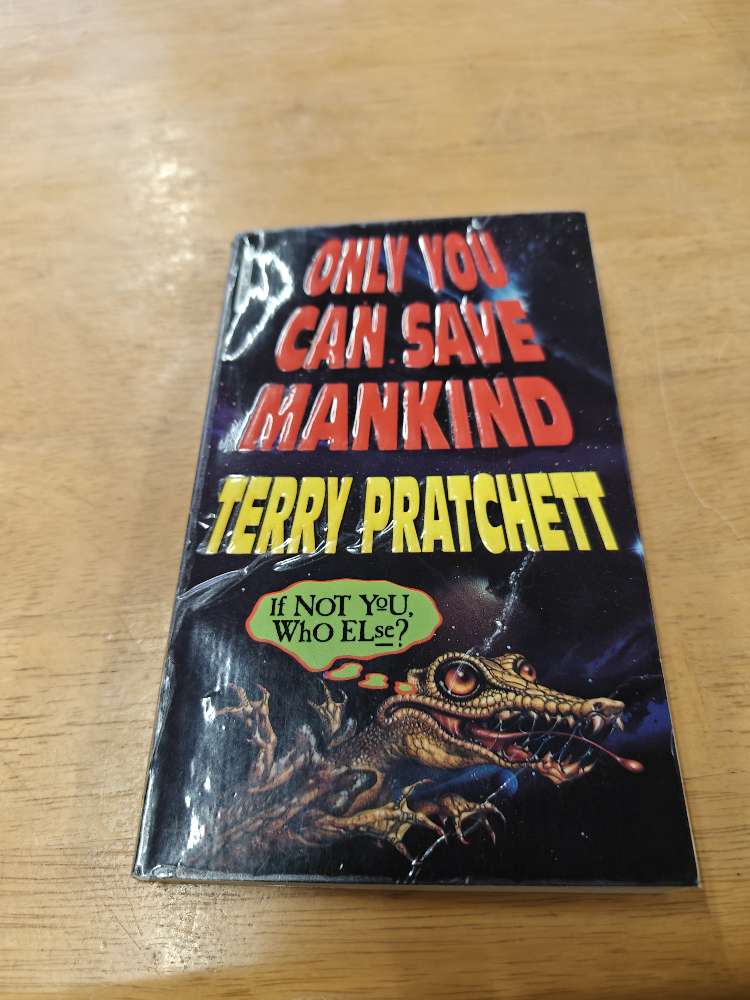 ONLY YOU
CAN SAVE
MANKIND
TERRY PRATCHETT
If NOT YoU,
WhO ELse?